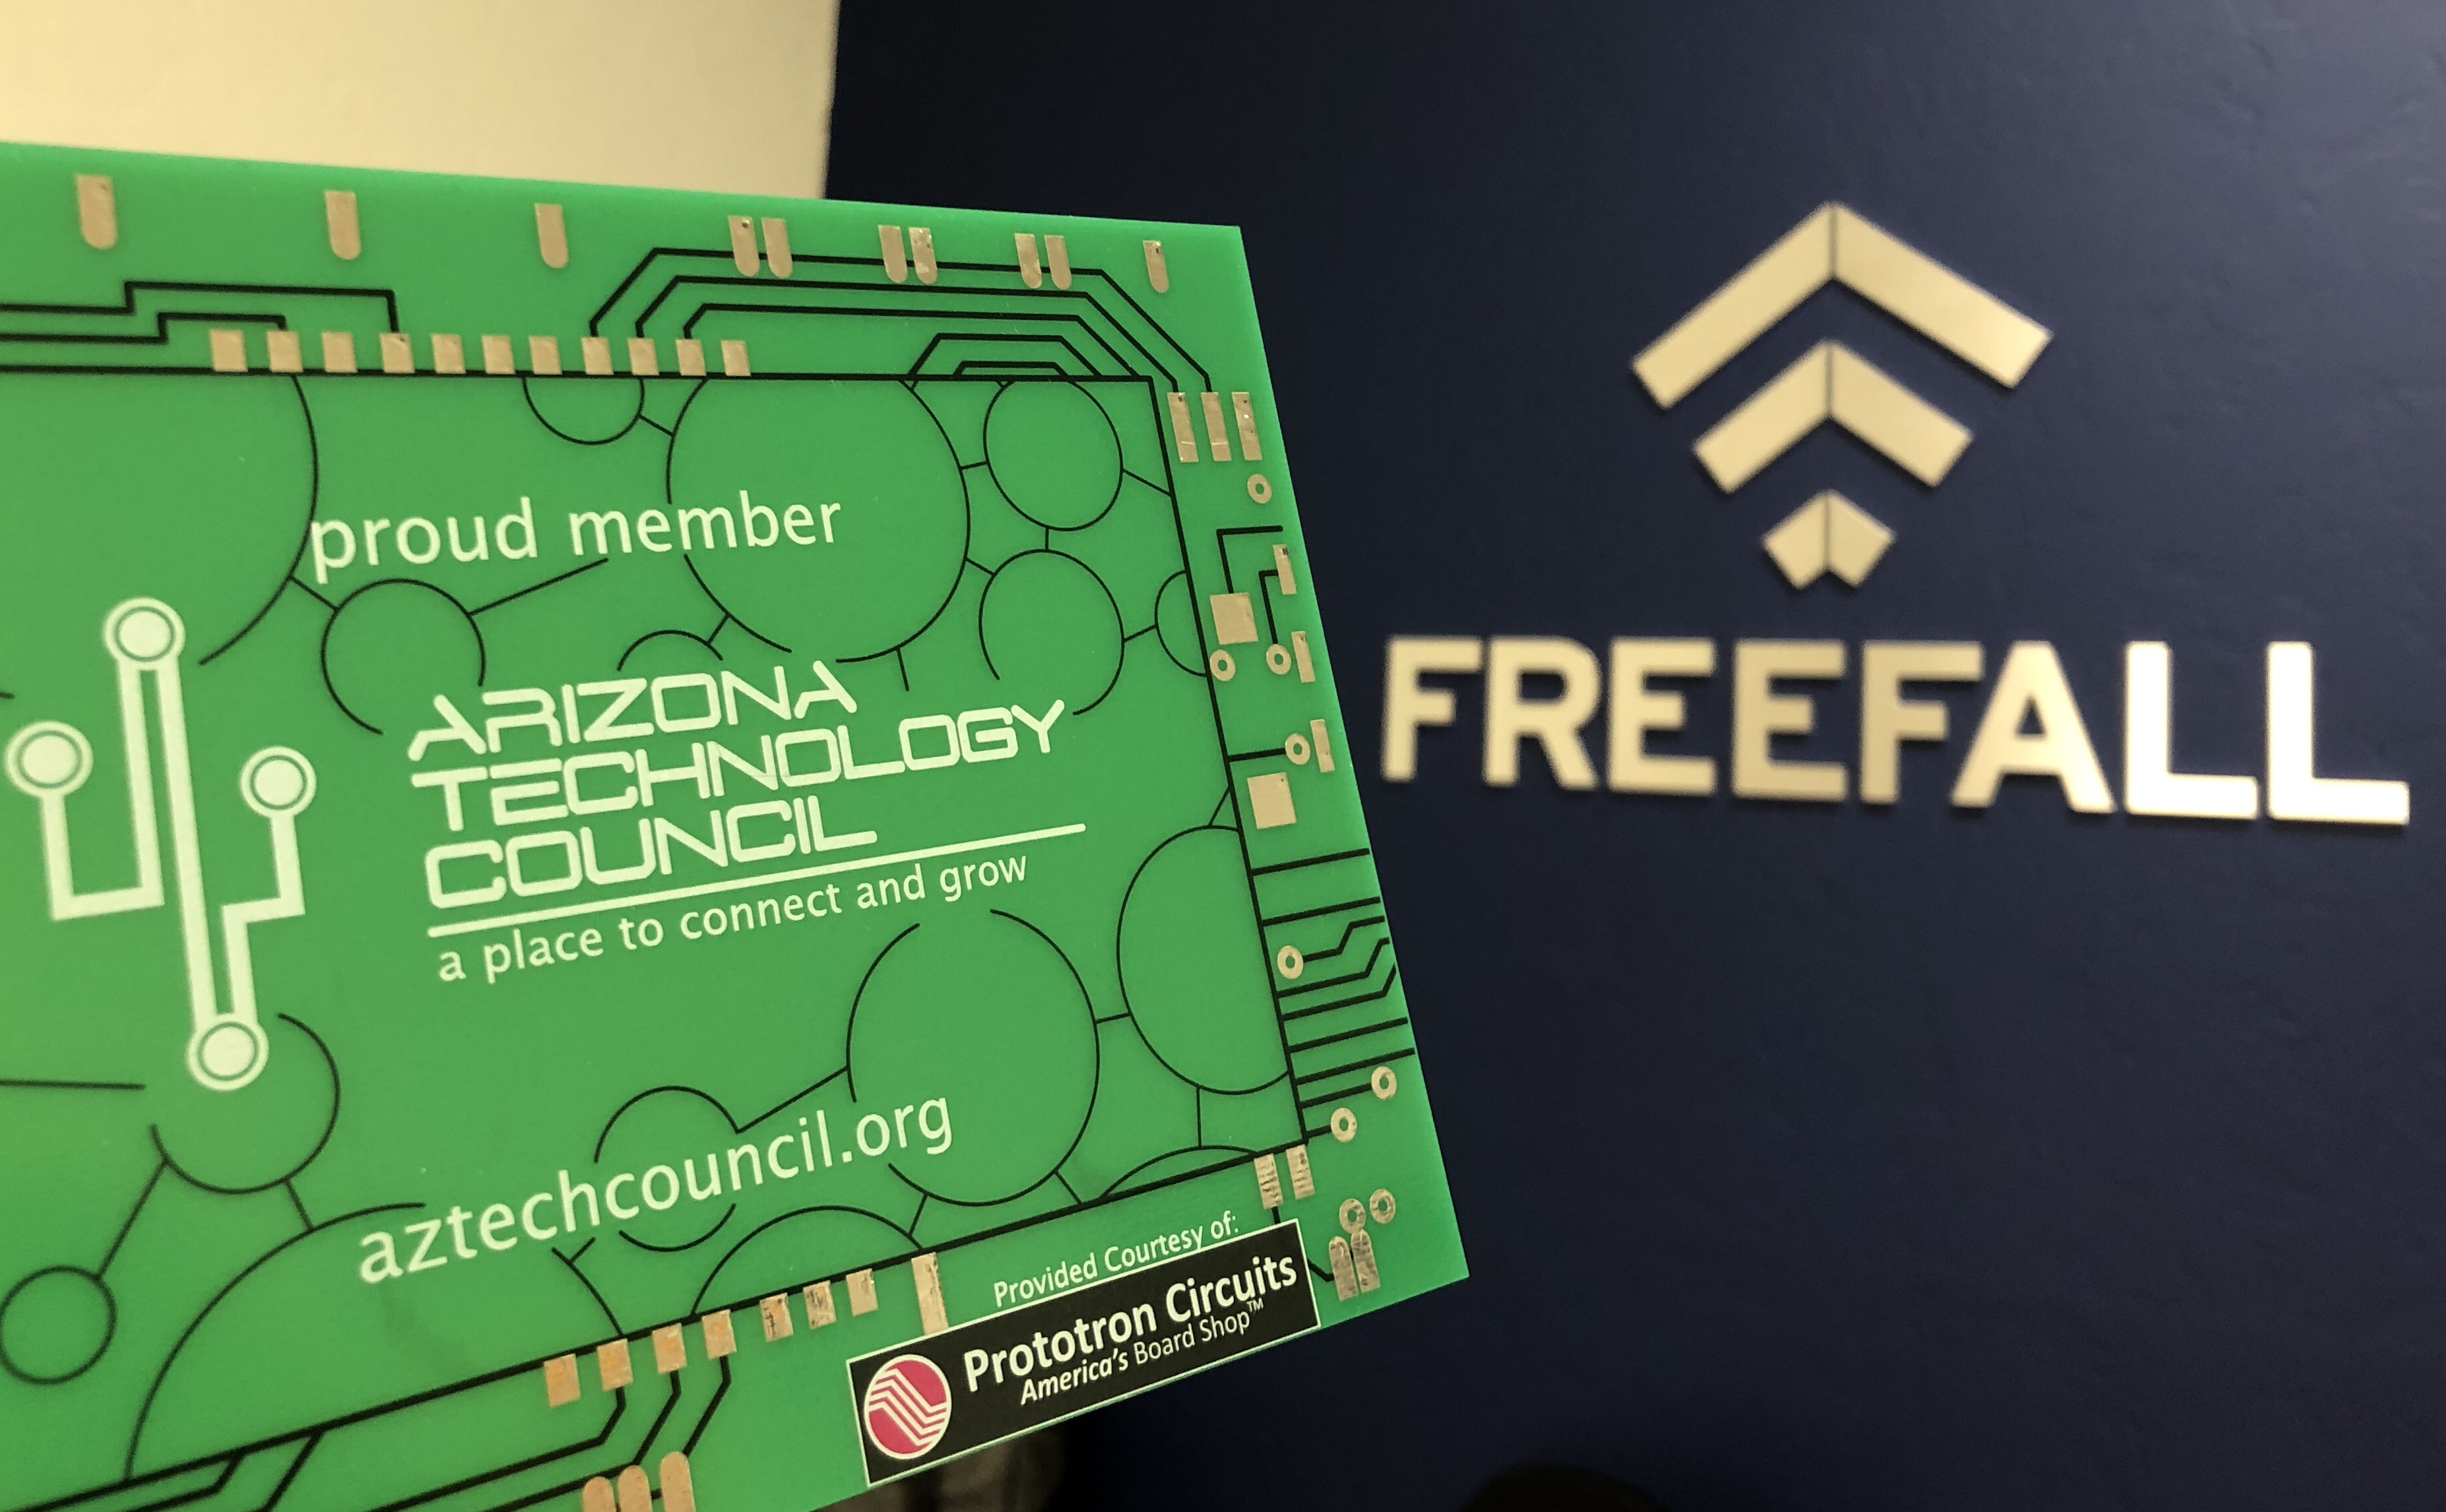 proud member
ARIZONA
TECHNOLOGY
COUNCIL
a place to connect and grow
aztechcouncil.org
Provided Courtesy of:
Prototron Circuits
America's Board Shop™
FREEFALL